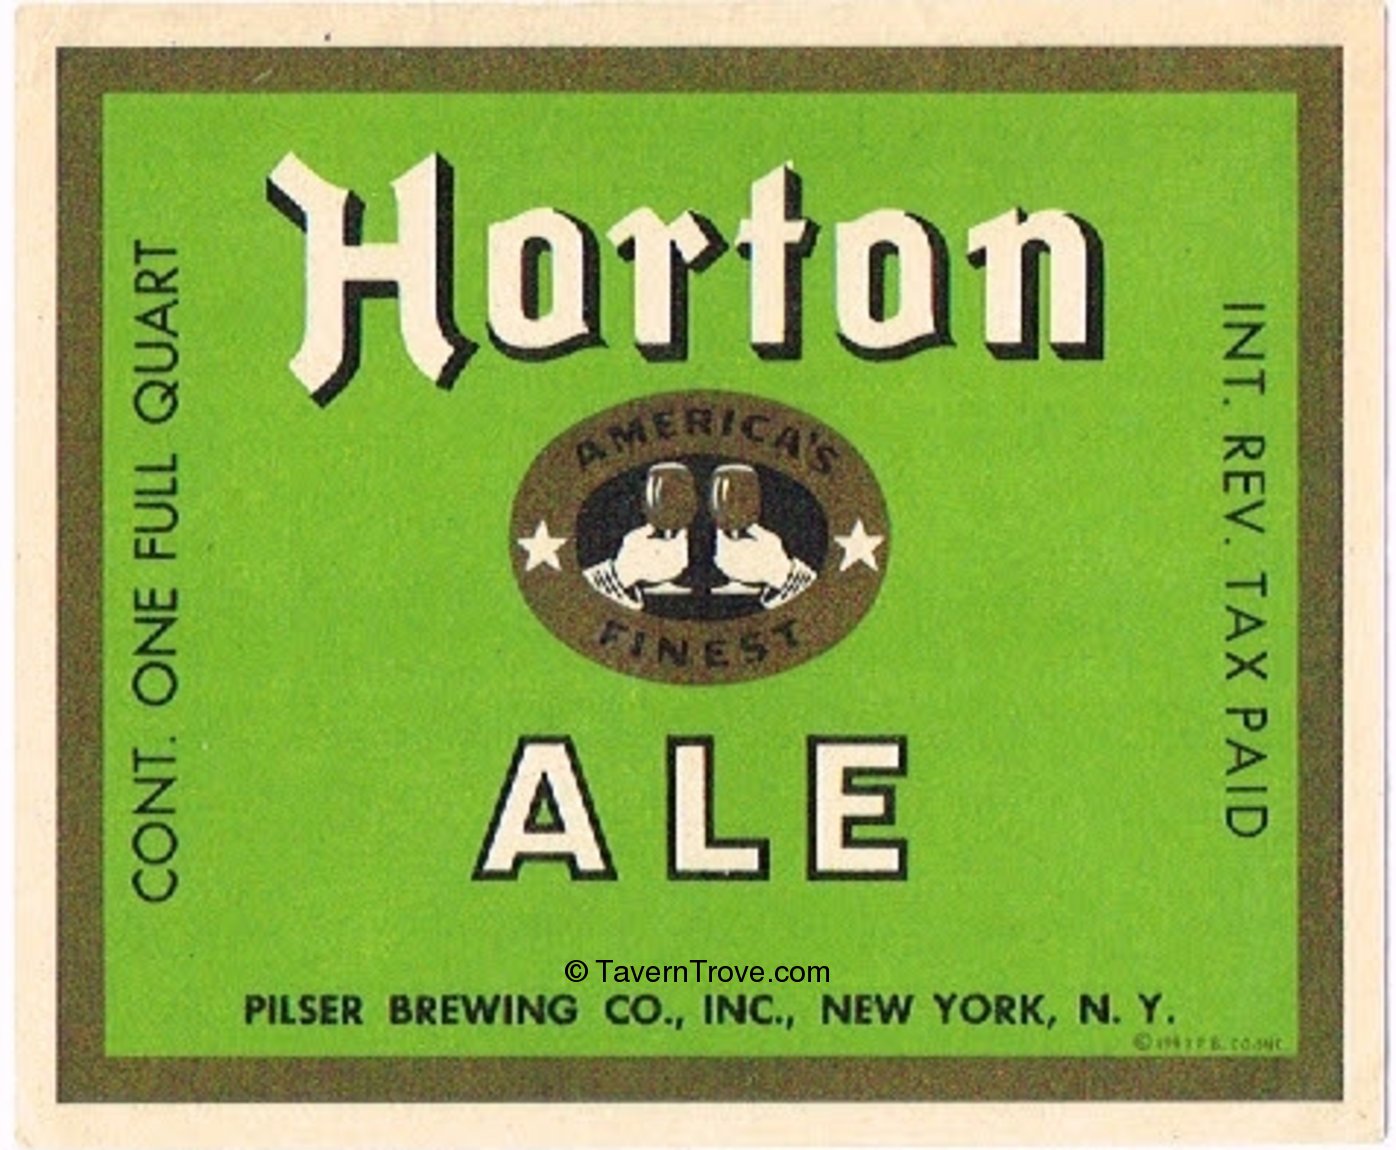 Horton
AMERICA'S
FINEST
ALE
CONT. ONE FULL QUART
INT. REV. TAX PAID
© TavernTrove.com
PILSER BREWING CO., INC., NEW YORK, N. Y.